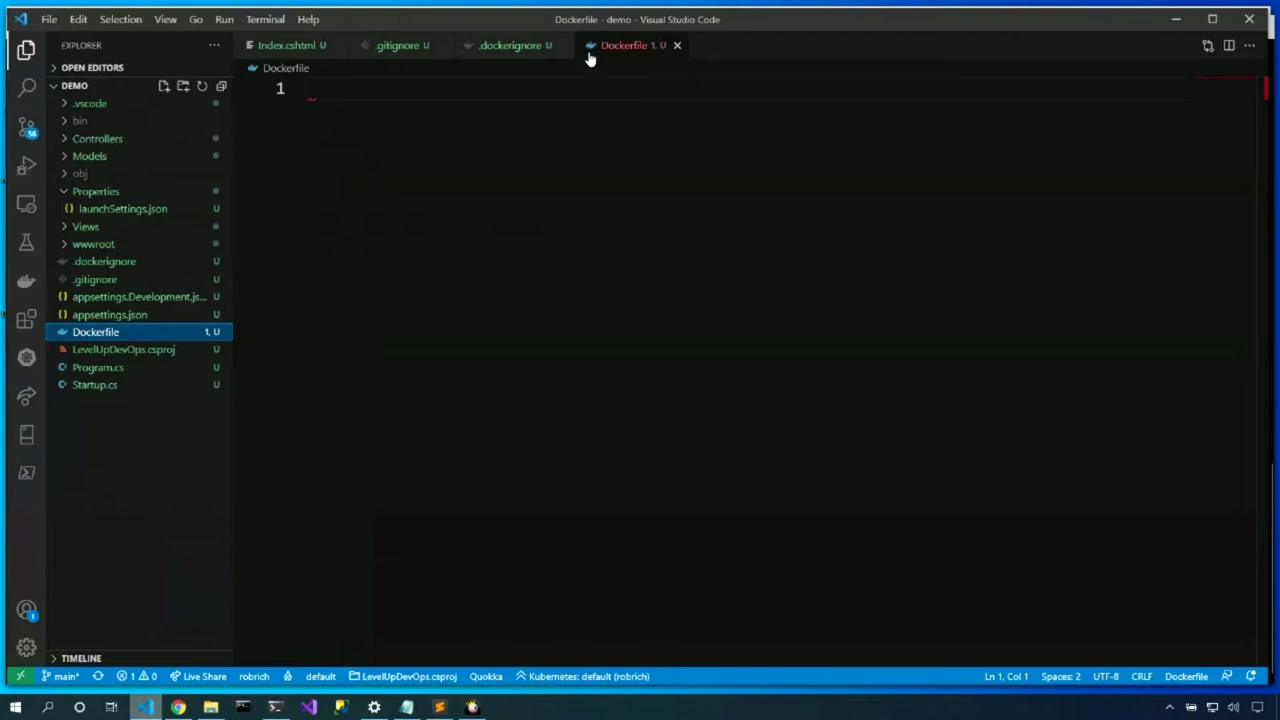 File Edit Selection View Go Run Terminal Help
Dockerfile - demo - Visual Studio Code
EXPLORER
Index.cshtml U
.gitignore U
.dockerignore U
Dockerfile 1, U
OPEN EDITORS
Dockerfile
DEMO
1
.vscode
bin
Controllers
56
Models
obj
Properties
launchSettings.json U
Views
wwwroot
.dockerignore U
.gitignore U
appsettings.Development.js... U
appsettings.json U
Dockerfile 1, U
LevelUpDevOps.csproj U
Program.cs U
Startup.cs U
1
TIMELINE
main* 1 0 Live Share robrich default LevelUpDevOps.csproj Quokka Kubernetes: default (robrich) Ln 1, Col 1 Spaces: 2 UTF-8 CRLF Dockerfile